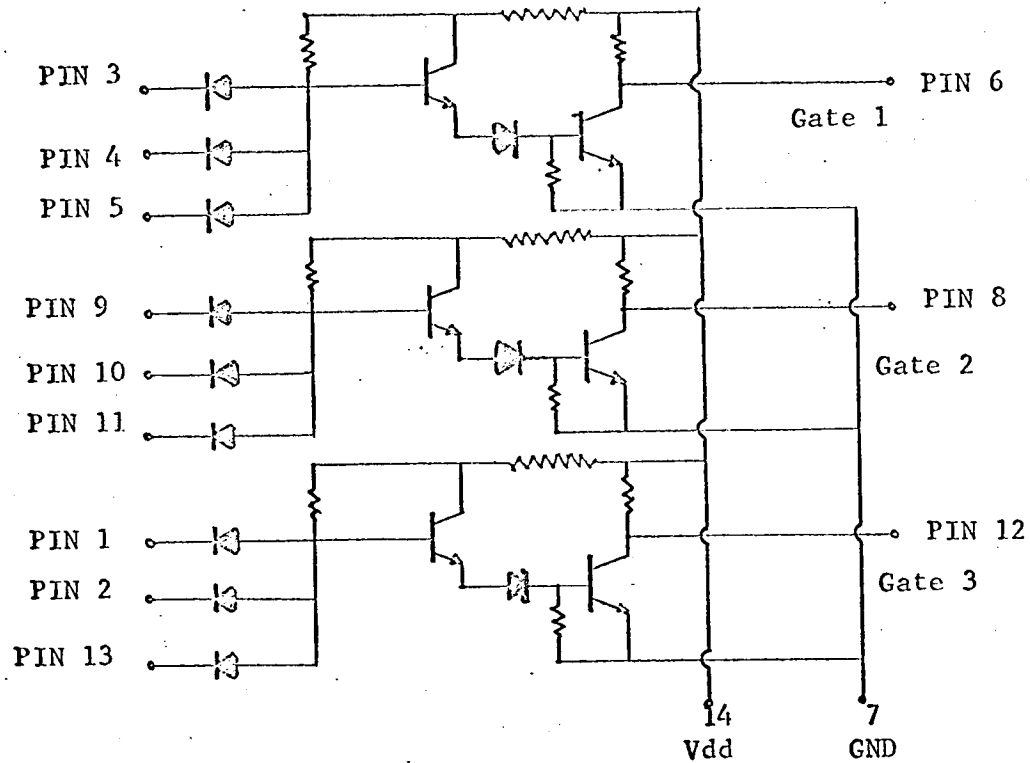 PIN 3
PIN 6
Gate 1
PIN 4
PIN 5
PIN 9
PIN 8
PIN 10
Gate 2
PIN 11
PIN 1
PIN 12
PIN 2
Gate 3
PIN 13
14 7
Vdd GND